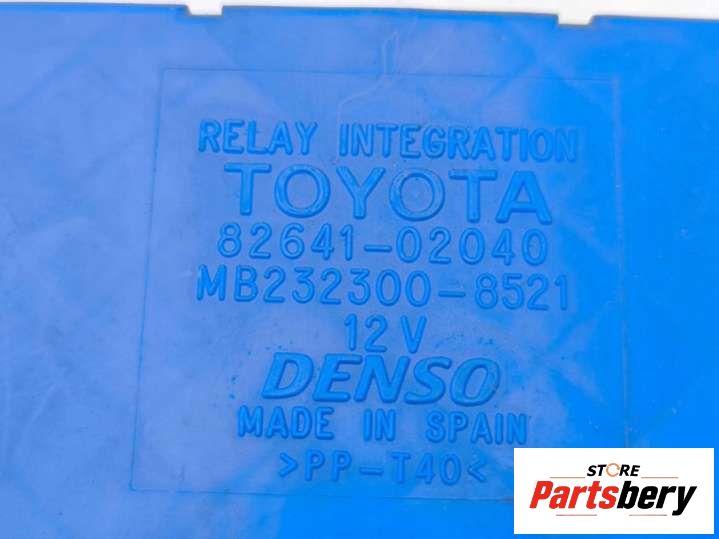 RELAY INTEGRATION
TOYOTA
82641-02040
MB232300-8521
12V
DENSO
MADE IN SPAIN
>PP-T40<
STORE
Partsbery